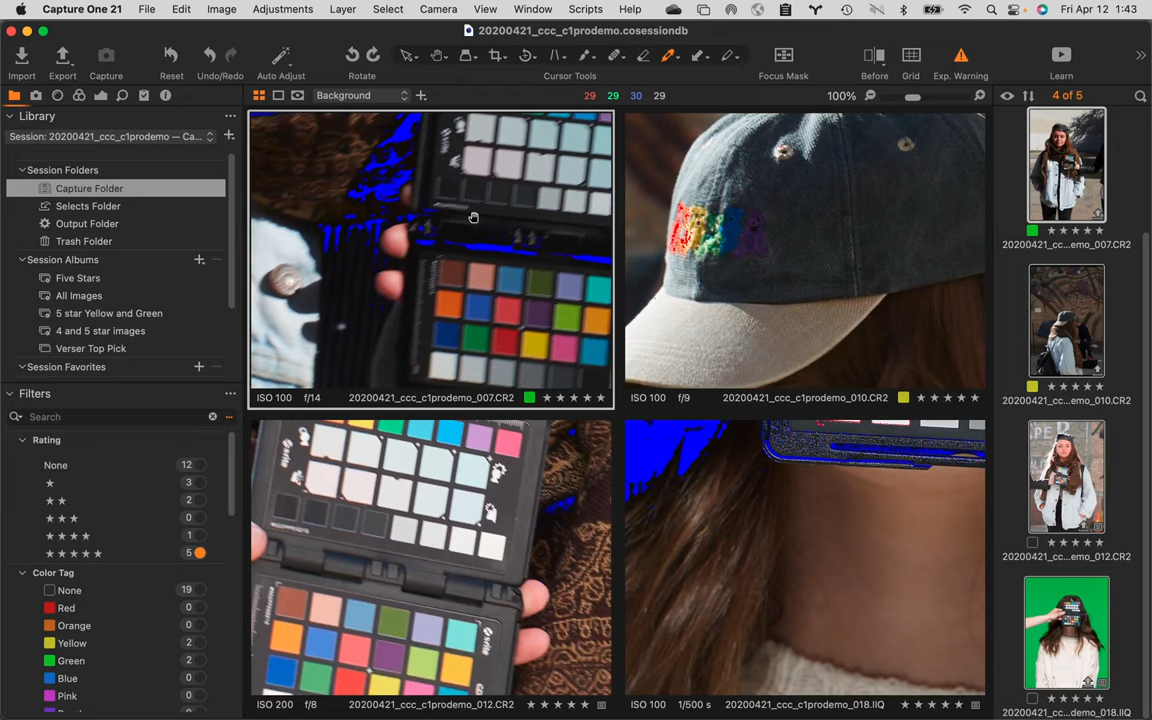 Capture One 21 File Edit Image Adjustments Layer Select Camera View Window Scripts Help Fri Apr 12 1:43
20200421_ccc_c1prodemo.cosessiondb
Import Export Capture Reset Undo/Redo Auto Adjust Rotate Cursor Tools Focus Mask Before Grid Exp. Warning Learn
Background 29 29 30 29 100% 4 of 5
Library
Session: 20200421_ccc_c1prodemo — Ca...
Session Folders
Capture Folder
Selects Folder
Output Folder
Trash Folder
Session Albums
Five Stars
All Images
5 star Yellow and Green
4 and 5 star images
Verser Top Pick
Session Favorites
Filters
Search
Rating
None 12
3
2
0
1
5
Color Tag
None 19
Red 0
Orange 0
Yellow 2
Green 2
Blue 0
Pink 0
ISO 100 f/14 20200421_ccc_c1prodemo_007.CR2
ISO 100 f/9 20200421_ccc_c1prodemo_010.CR2
x-rite
ISO 200 f/8 20200421_ccc_c1prodemo_012.CR2
ISO 100 1/500 s 20200421_ccc_c1prodemo_018.IIQ
20200421_ccc...emo_007.CR2
20200421_ccc...emo_010.CR2
20200421_cc...emo_012.CR2
20200421_ccc...demo_018.IIQ